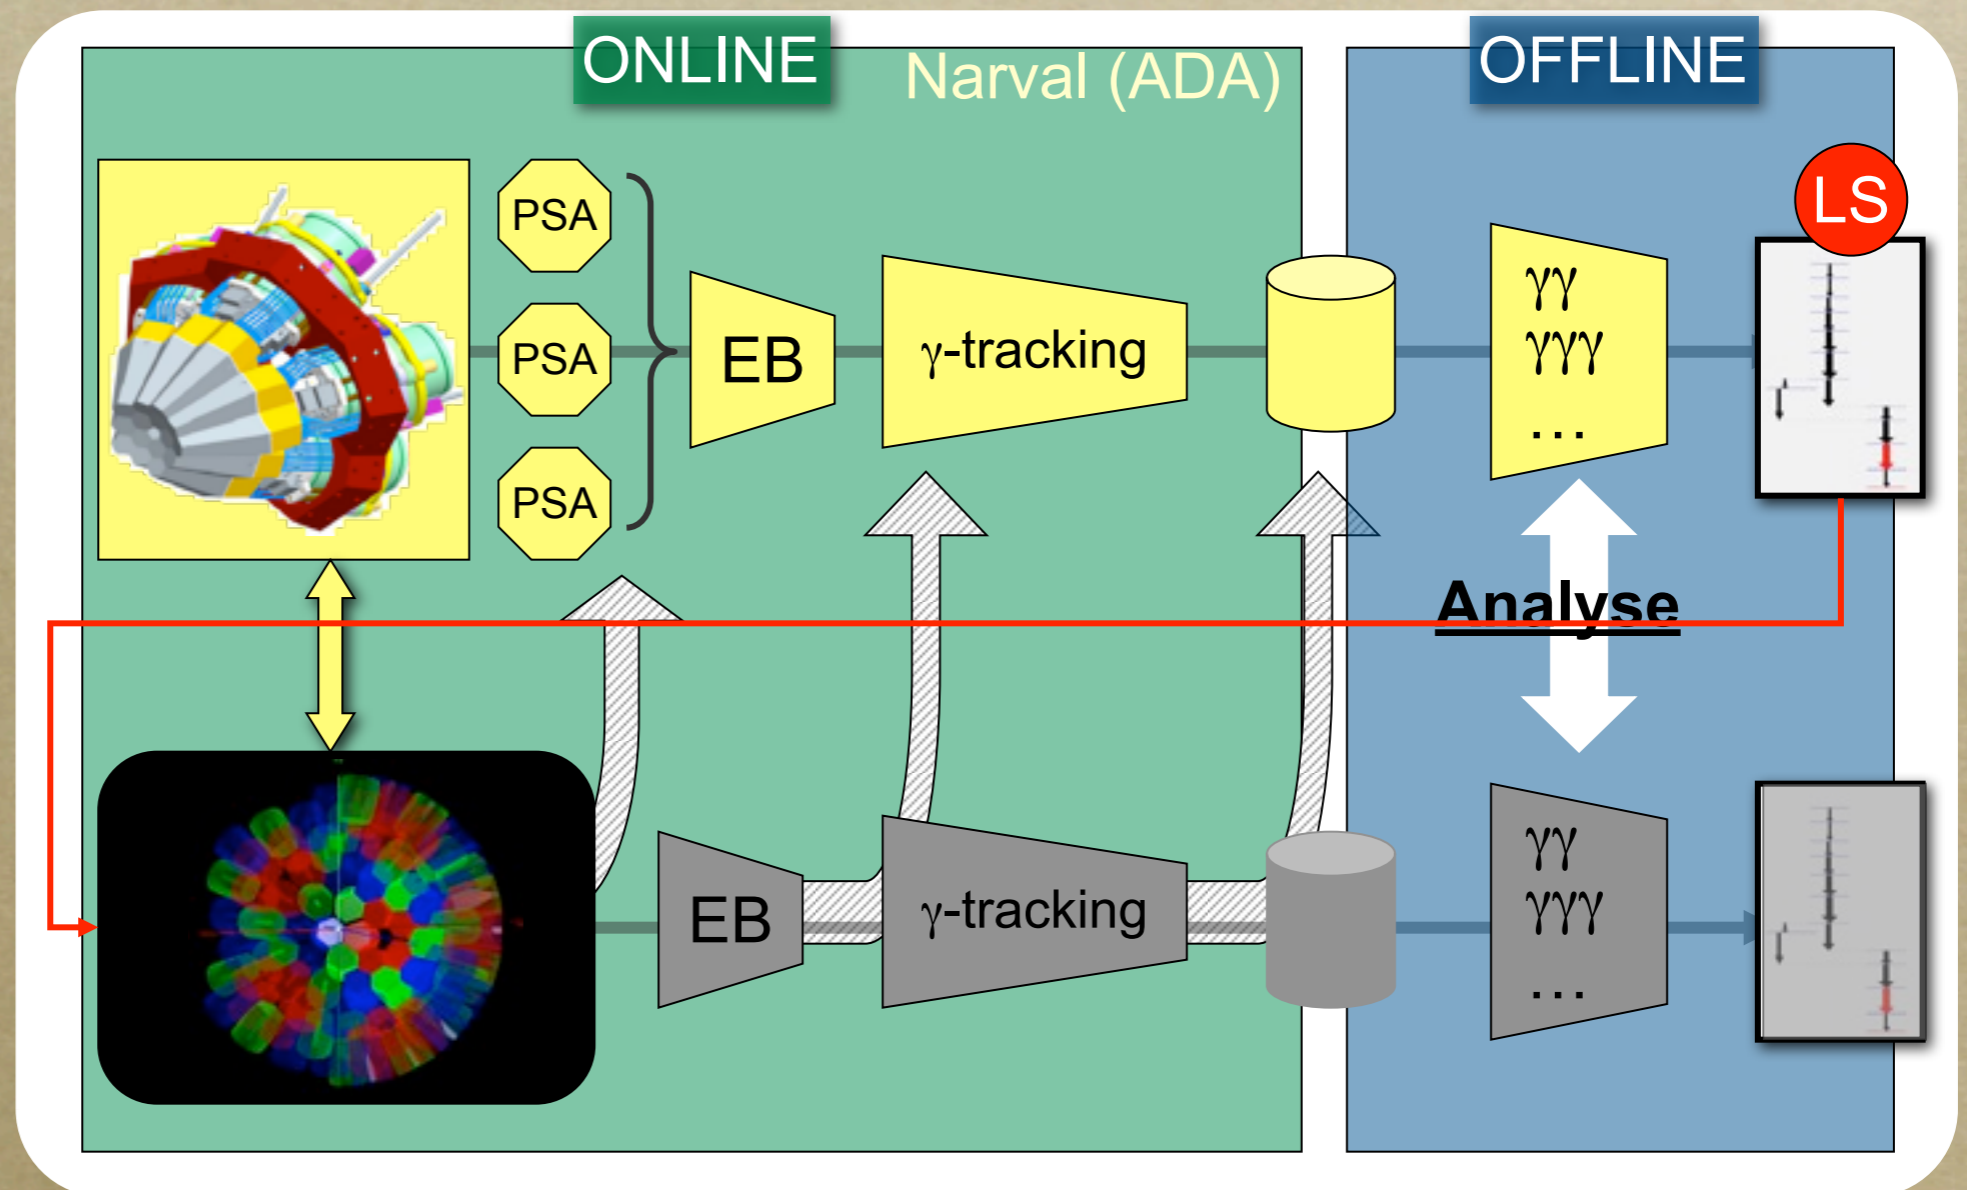 ONLINE
Narval (ADA)
OFFLINE
LS
PSA
PSA
PSA
EB
γ-tracking
γγ
γγγ
...
Analyse
EB
γ-tracking
γγ
γγγ
...